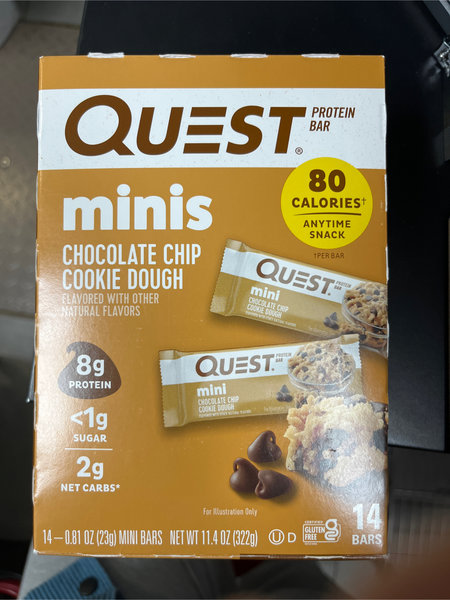 QUEST® PROTEIN
BAR
minis
80
CALORIES†
ANYTIME
SNACK
†PER BAR
CHOCOLATE CHIP
COOKIE DOUGH
FLAVORED WITH OTHER
NATURAL FLAVORS
QUEST PROTEIN
BAR
mini
CHOCOLATE CHIP
COOKIE DOUGH
QUEST PROTEIN
BAR
mini
CHOCOLATE CHIP
COOKIE DOUGH
8g
PROTEIN
<1g
SUGAR
2g
NET CARBS*
For Illustration Only
14—0.81 OZ (23g) MINI BARS NET WT 11.4 OZ (322g)
U D
CERTIFIED
GLUTEN
FREE
14
BARS